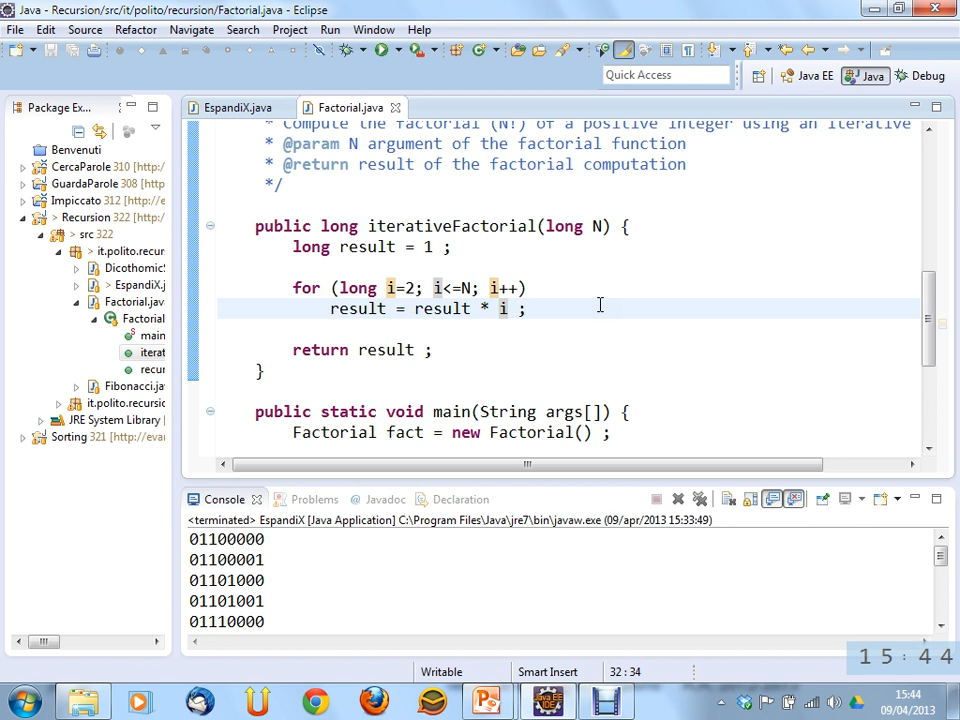 Java - Recursion/src/it/polito/recursion/Factorial.java - Eclipse
File Edit Source Refactor Navigate Search Project Run Window Help
Quick Access
Java EE
Java
Debug
Package Ex...
Benvenuti
CercaParole 310 [http:/
GuardaParole 308 [http
Impiccato 312 [http://e
> Recursion 322 [http:/
> src 322
> it.polito.recur
DicothomicS
> EspandiX.j
Factorial.jav
Factorial
main
iterat
recur
Fibonacci.ja
it.polito.recursic
JRE System Library [
Sorting 321 [http://eva
EspandiX.java
Factorial.java
* Compute the factorial (N!) of a positive integer using an iterative
* @param N argument of the factorial function
* @return result of the factorial computation
*/
public long iterativeFactorial(long N) {
long result = 1 ;
for (long i=2; i<=N; i++)
result = result * i ;
return result ;
}
public static void main(String args[]) {
Factorial fact = new Factorial() ;
Console
Problems
@ Javadoc
Declaration
<terminated> EspandiX [Java Application] C:\Program Files\Java\jre7\bin\javaw.exe (09/apr/2013 15:33:49)
01100000
01100001
01101000
01101001
01110000
15:44
Writable
Smart Insert
32 : 34
15:44
09/04/2013